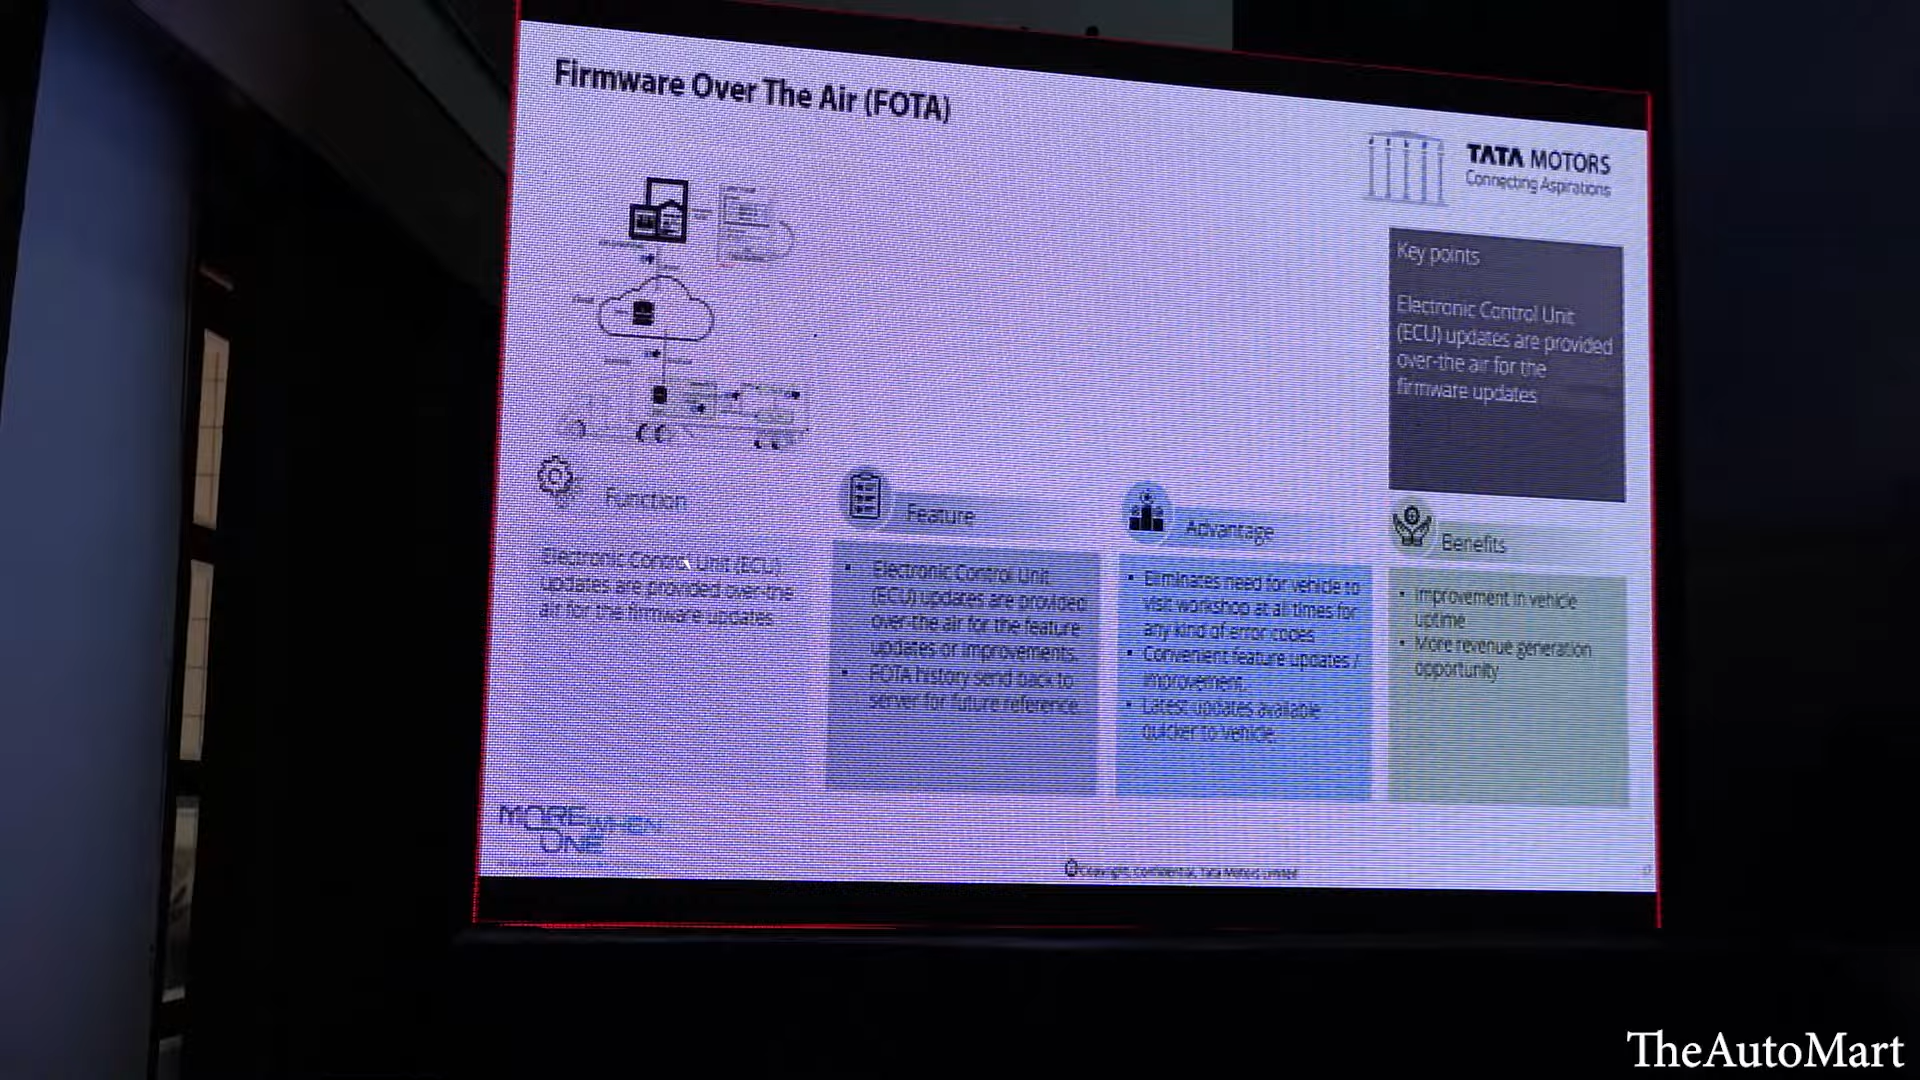 Firmware Over The Air (FOTA)
TATA MOTORS
Connecting Aspirations
Key points
Electronic Control Unit
(ECU) updates are provided
over-the air for the
firmware updates
Function
Electronic Control Unit (ECU)
updates are provided over-the
air for the firmware updates
Feature
• Electronic Control Unit
(ECU) updates are provided
over-the air for the feature
updates or improvements.
• FOTA history send back to
server for future reference.
Advantage
• Eliminates need for vehicle to
visit workshop at all times for
any kind of error codes
• Convenient feature updates /
improvement.
• Latest updates available
quicker to vehicle.
Benefits
• Improvement in vehicle
uptime
• More revenue generation
opportunity
MORE WHEN
ONE
Copyright, Confidential, Tata Motors Limited
TheAutoMart